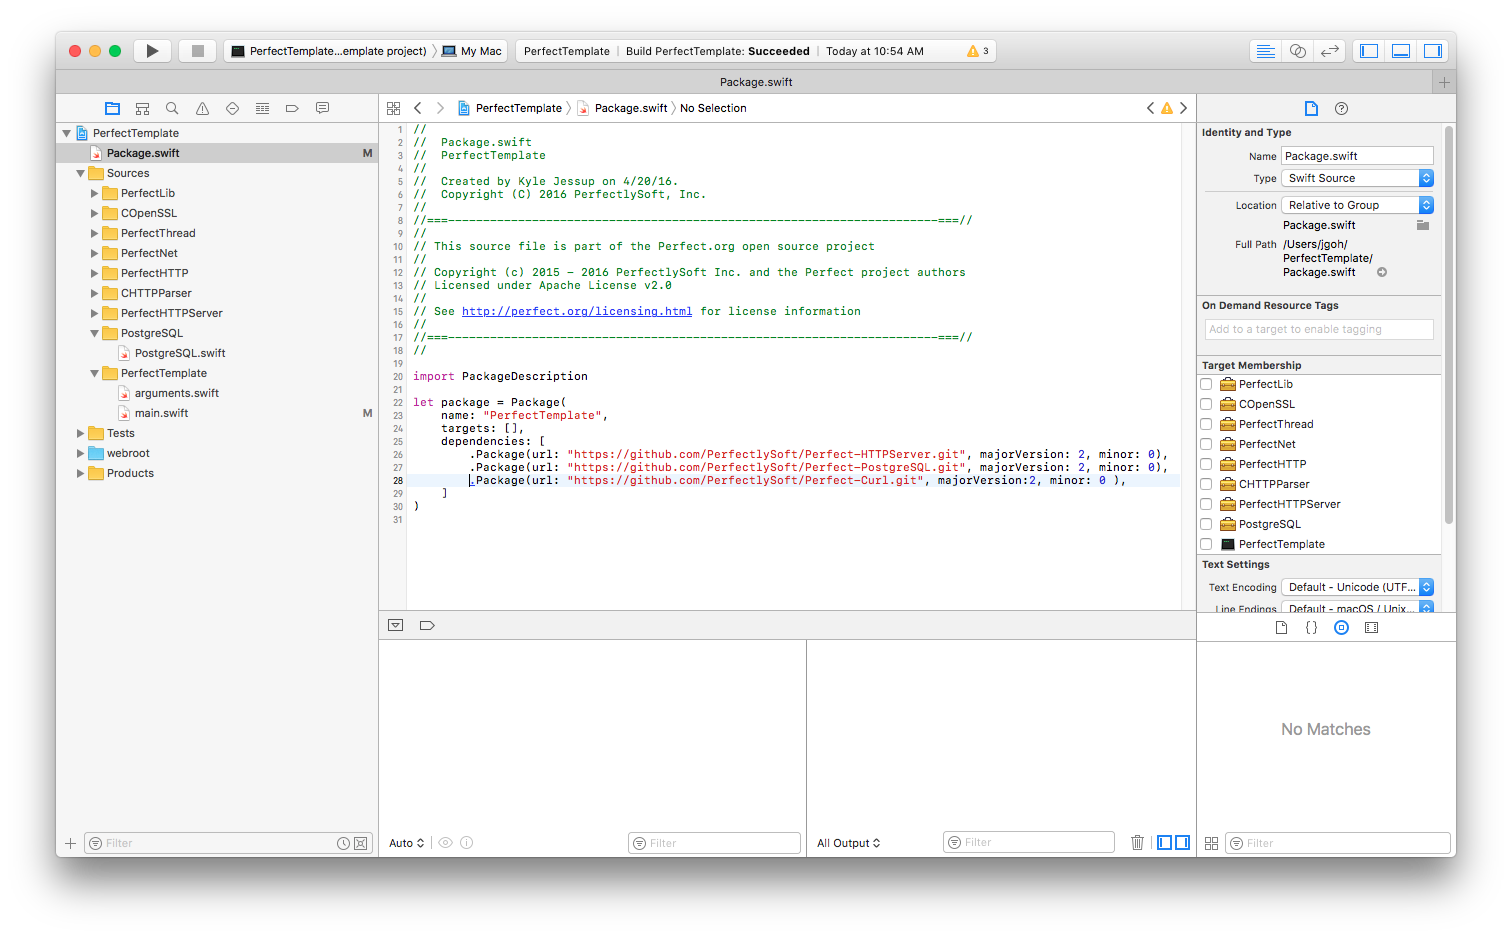 PerfectTemplate...emplate project) My Mac
PerfectTemplate | Build PerfectTemplate: Succeeded | Today at 10:54 AM 3
Package.swift
PerfectTemplate
Package.swift M
Sources
PerfectLib
COpenSSL
PerfectThread
PerfectNet
PerfectHTTP
CHTTPParser
PerfectHTTPServer
PostgreSQL
PostgreSQL.swift
PerfectTemplate
arguments.swift
main.swift M
Tests
webroot
Products
Filter
PerfectTemplate Package.swift No Selection
1 //
2 //  Package.swift
3 //  PerfectTemplate
4 //
5 //  Created by Kyle Jessup on 4/20/16.
6 //  Copyright (C) 2016 PerfectlySoft, Inc.
7 //
8 //===----------------------------------------------------------------------===//
9 //
10 // This source file is part of the Perfect.org open source project
11 //
12 // Copyright (c) 2015 - 2016 PerfectlySoft Inc. and the Perfect project authors
13 // Licensed under Apache License v2.0
14 //
15 // See http://perfect.org/licensing.html for license information
16 //
17 //===----------------------------------------------------------------------===//
18 //
19
20 import PackageDescription
21
22 let package = Package(
23     name: "PerfectTemplate",
24     targets: [],
25     dependencies: [
26         .Package(url: "https://github.com/PerfectlySoft/Perfect-HTTPServer.git", majorVersion: 2, minor: 0),
27         .Package(url: "https://github.com/PerfectlySoft/Perfect-PostgreSQL.git", majorVersion: 2, minor: 0),
28         .Package(url: "https://github.com/PerfectlySoft/Perfect-Curl.git", majorVersion:2, minor: 0 ),
29     ]
30 )
31
Auto
Filter
All Output
Filter
Identity and Type
Name Package.swift
Type Swift Source
Location Relative to Group
Package.swift
Full Path /Users/jgoh/
PerfectTemplate/
Package.swift
On Demand Resource Tags
Add to a target to enable tagging
Target Membership
PerfectLib
COpenSSL
PerfectThread
PerfectNet
PerfectHTTP
CHTTPParser
PerfectHTTPServer
PostgreSQL
PerfectTemplate
Text Settings
Text Encoding Default - Unicode (UTF...
Line Endings Default - macOS / Unix...
No Matches
Filter